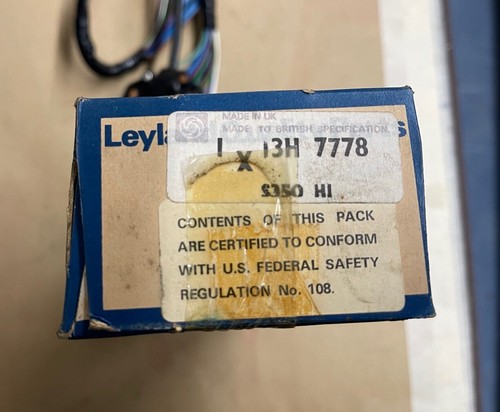 MADE IN UK
MADE TO BRITISH SPECIFICATION
Leyla s
1 X 13H 7778
S350 HI
CONTENTS OF THIS PACK
ARE CERTIFIED TO CONFORM
WITH U.S. FEDERAL SAFETY
REGULATION No. 108.